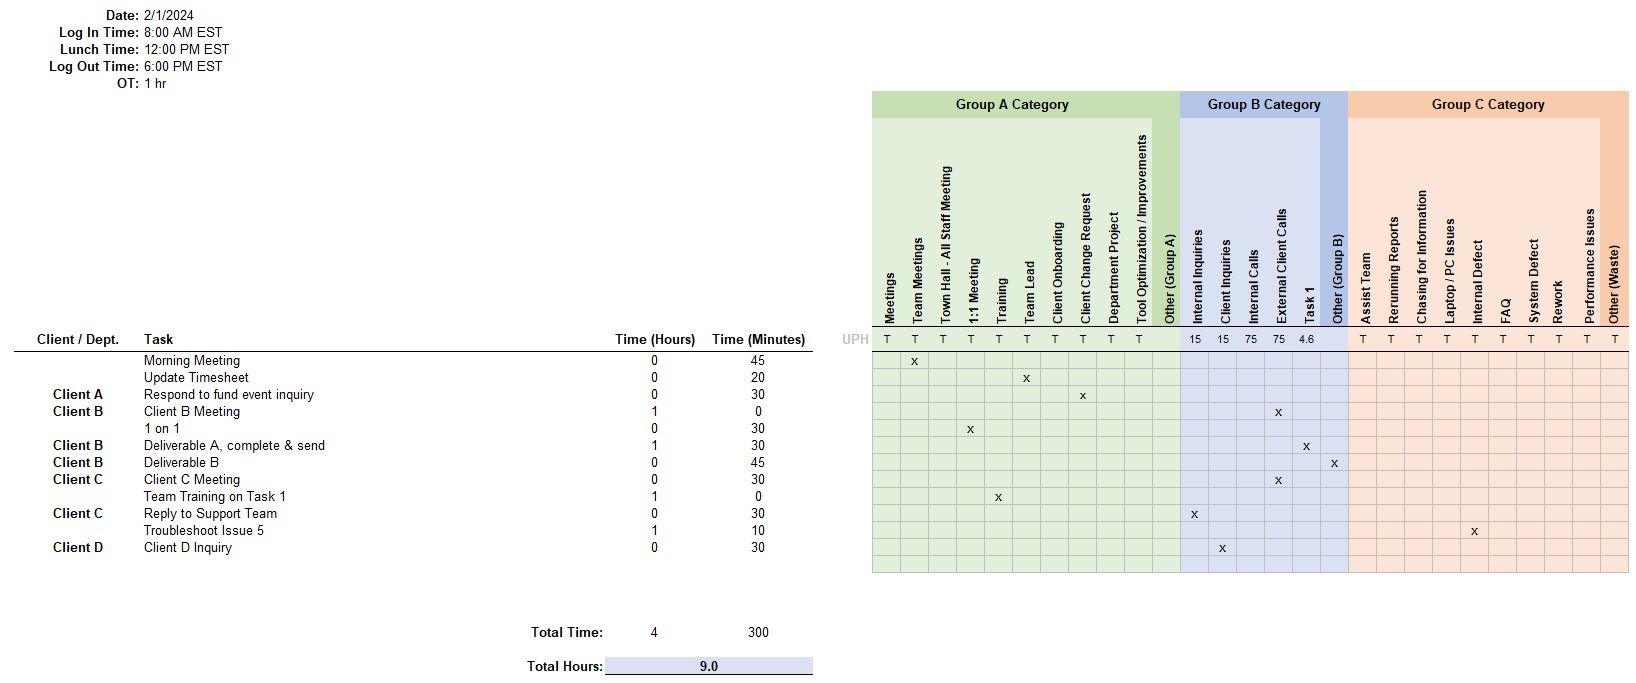 Date: 2/1/2024
Log In Time: 8:00 AM EST
Lunch Time: 12:00 PM EST
Log Out Time: 6:00 PM EST
OT: 1 hr
Group A Category Group B Category Group C Category
Meetings
Team Meetings
Town Hall - All Staff Meeting
1:1 Meeting
Training
Team Lead
Client Onboarding
Client Change Request
Department Project
Tool Optimization / Improvements
Other (Group A)
Internal Inquiries
Client Inquiries
Internal Calls
External Client Calls
Task 1
Other (Group B)
Assist Team
Rerunning Reports
Chasing for Information
Laptop / PC Issues
Internal Defect
FAQ
System Defect
Rework
Performance Issues
Other (Waste)
Client / Dept. Task Time (Hours) Time (Minutes) UPH T T T T T T T T T T 15 15 75 75 4.6 T T T T T T T T T T
Morning Meeting 0 45 x
Update Timesheet 0 20 x
Client A Respond to fund event inquiry 0 30 x
Client B Client B Meeting 1 0 x
1 on 1 0 30 x
Client B Deliverable A, complete & send 1 30 x
Client B Deliverable B 0 45 x
Client C Client C Meeting 0 30 x
Team Training on Task 1 1 0 x
Client C Reply to Support Team 0 30 x
Troubleshoot Issue 5 1 10 x
Client D Client D Inquiry 0 30 x
Total Time: 4 300
Total Hours: 9.0